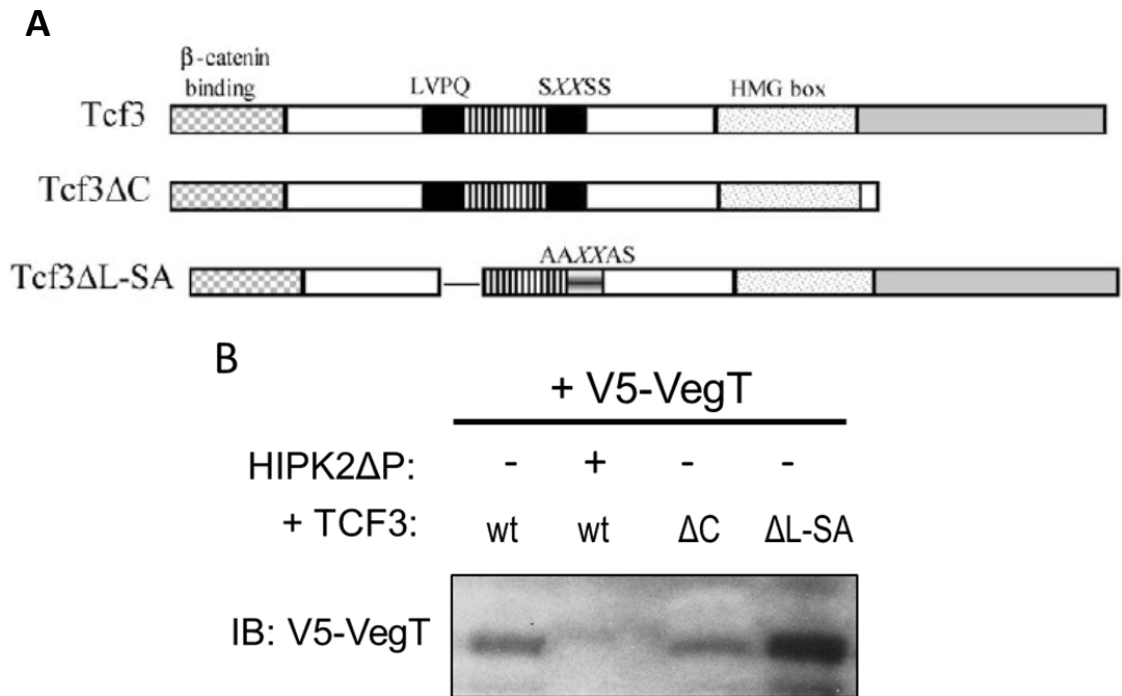 A
β-catenin
binding
LVPQ SXXSS HMG box
Tcf3
Tcf3ΔC
AAXXAS
Tcf3ΔL-SA
B
+ V5-VegT
HIPK2ΔP: - + - -
+ TCF3: wt wt ΔC ΔL-SA
IB: V5-VegT